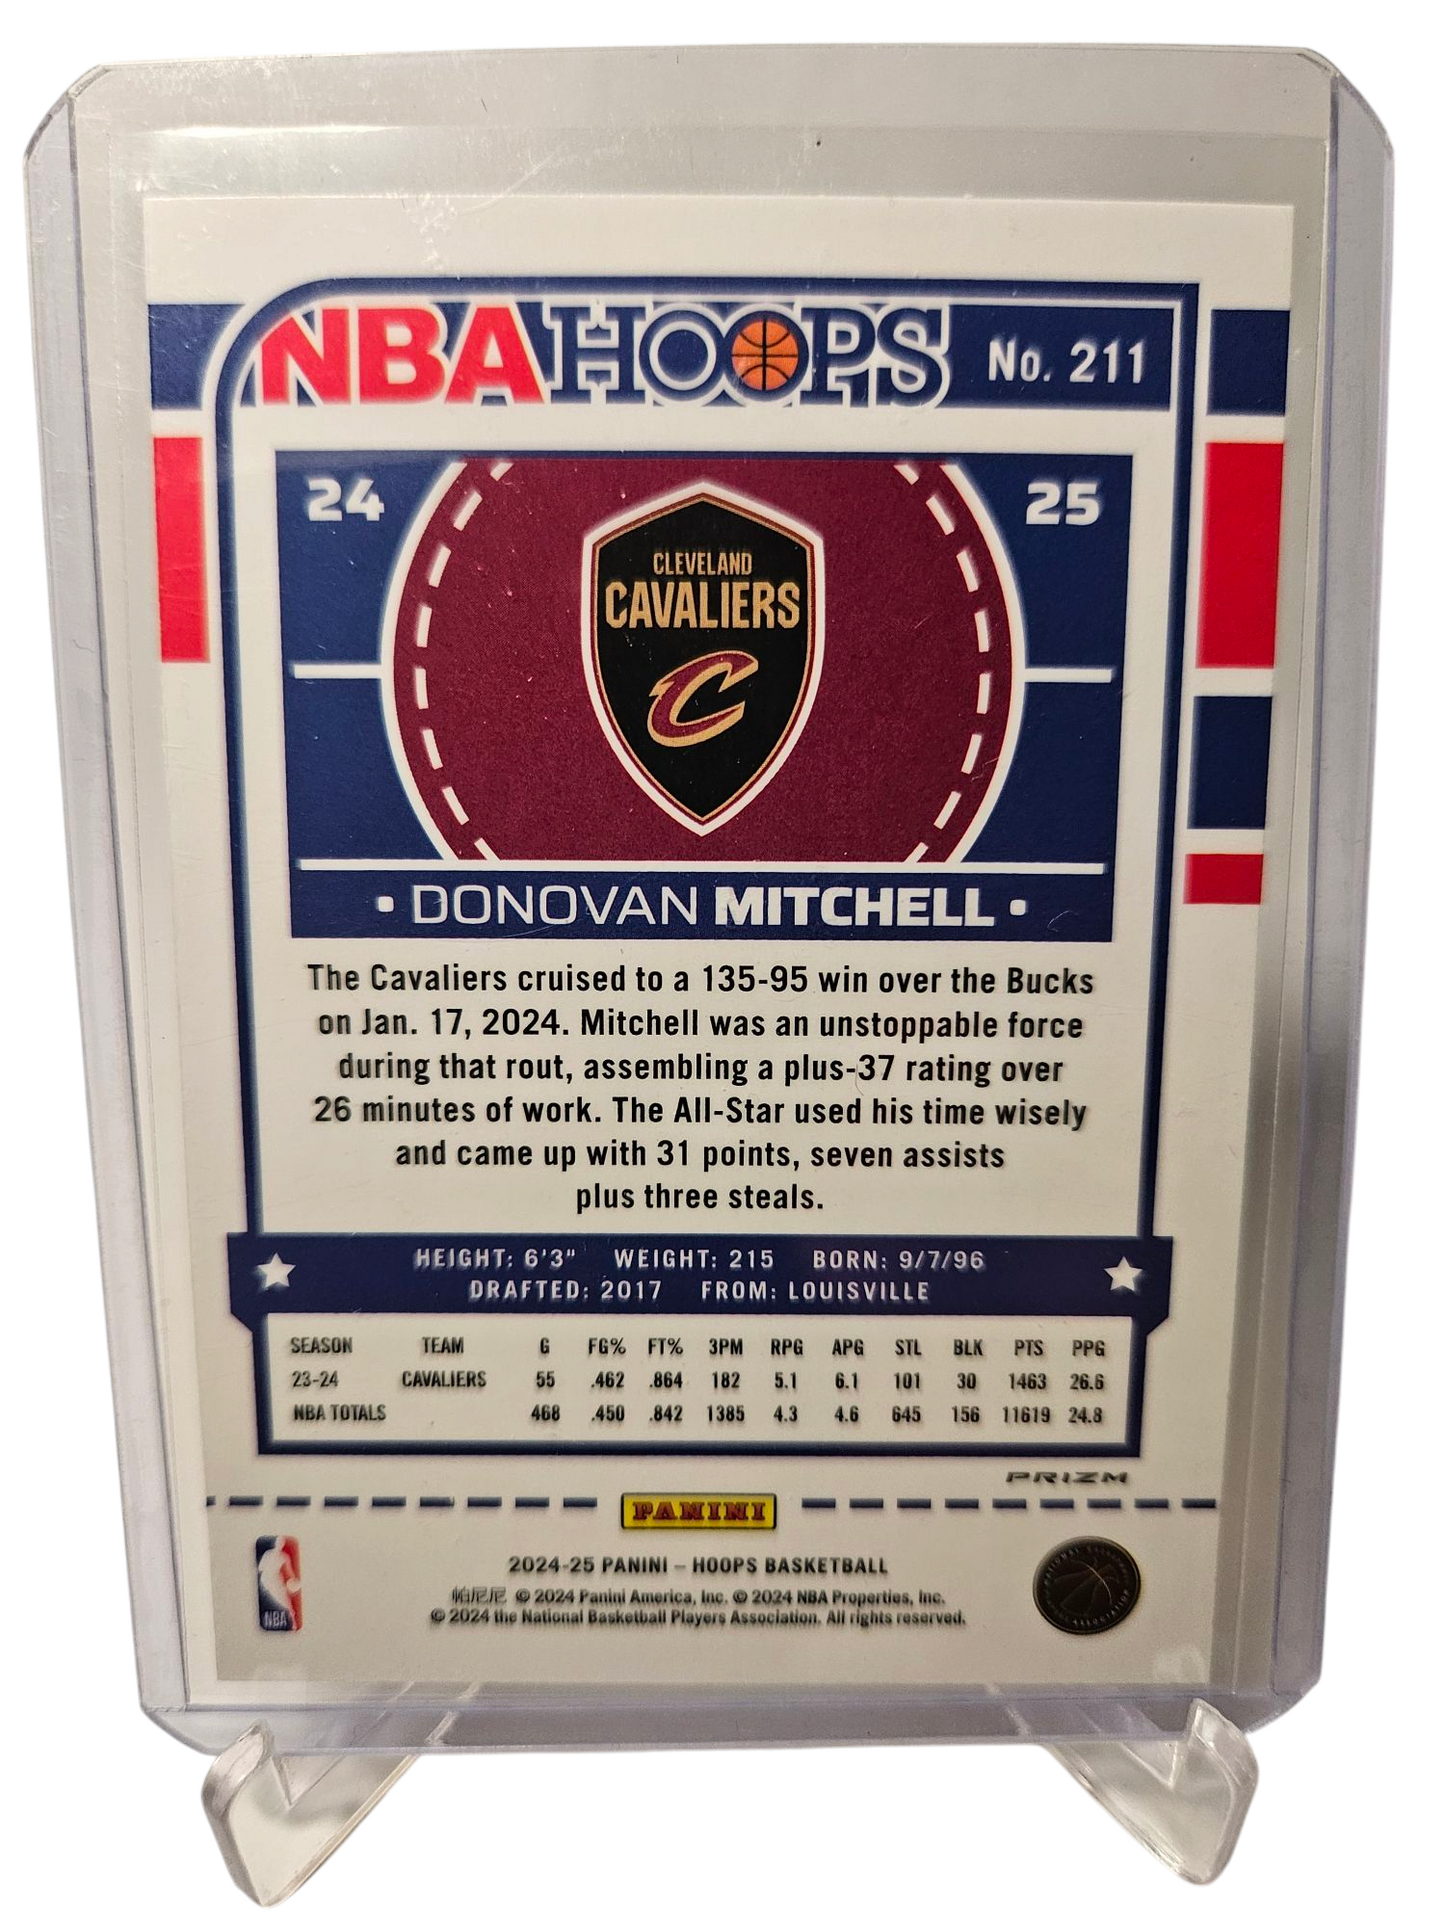 NBA HOOPS No. 211
24 25
CLEVELAND
CAVALIERS
C
• DONOVAN MITCHELL •
The Cavaliers cruised to a 135-95 win over the Bucks
on Jan. 17, 2024. Mitchell was an unstoppable force
during that rout, assembling a plus-37 rating over
26 minutes of work. The All-Star used his time wisely
and came up with 31 points, seven assists
plus three steals.
HEIGHT: 6'3" WEIGHT: 215 BORN: 9/7/96
DRAFTED: 2017 FROM: LOUISVILLE
SEASON TEAM G FG% FT% 3PM RPG APG STL BLK PTS PPG
23-24 CAVALIERS 55 .462 .864 182 5.1 6.1 101 30 1463 26.6
NBA TOTALS 468 .450 .842 1385 4.3 4.6 645 156 11619 24.8
PRIZM
PANINI
2024-25 PANINI – HOOPS BASKETBALL
帕尼尼 © 2024 Panini America, Inc. © 2024 NBA Properties, Inc.
© 2024 the National Basketball Players Association. All rights reserved.
NBA